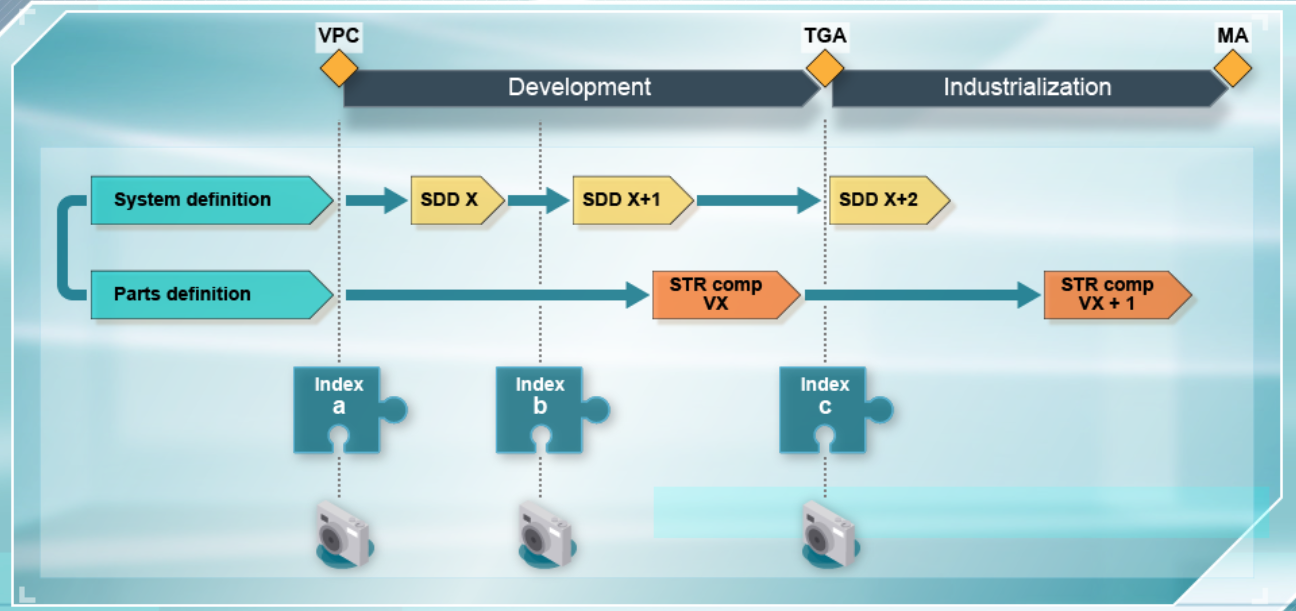 VPC
TGA
MA
Development
Industrialization
System definition
SDD X
SDD X+1
SDD X+2
Parts definition
STR comp
VX
STR comp
VX + 1
Index
a
Index
b
Index
c